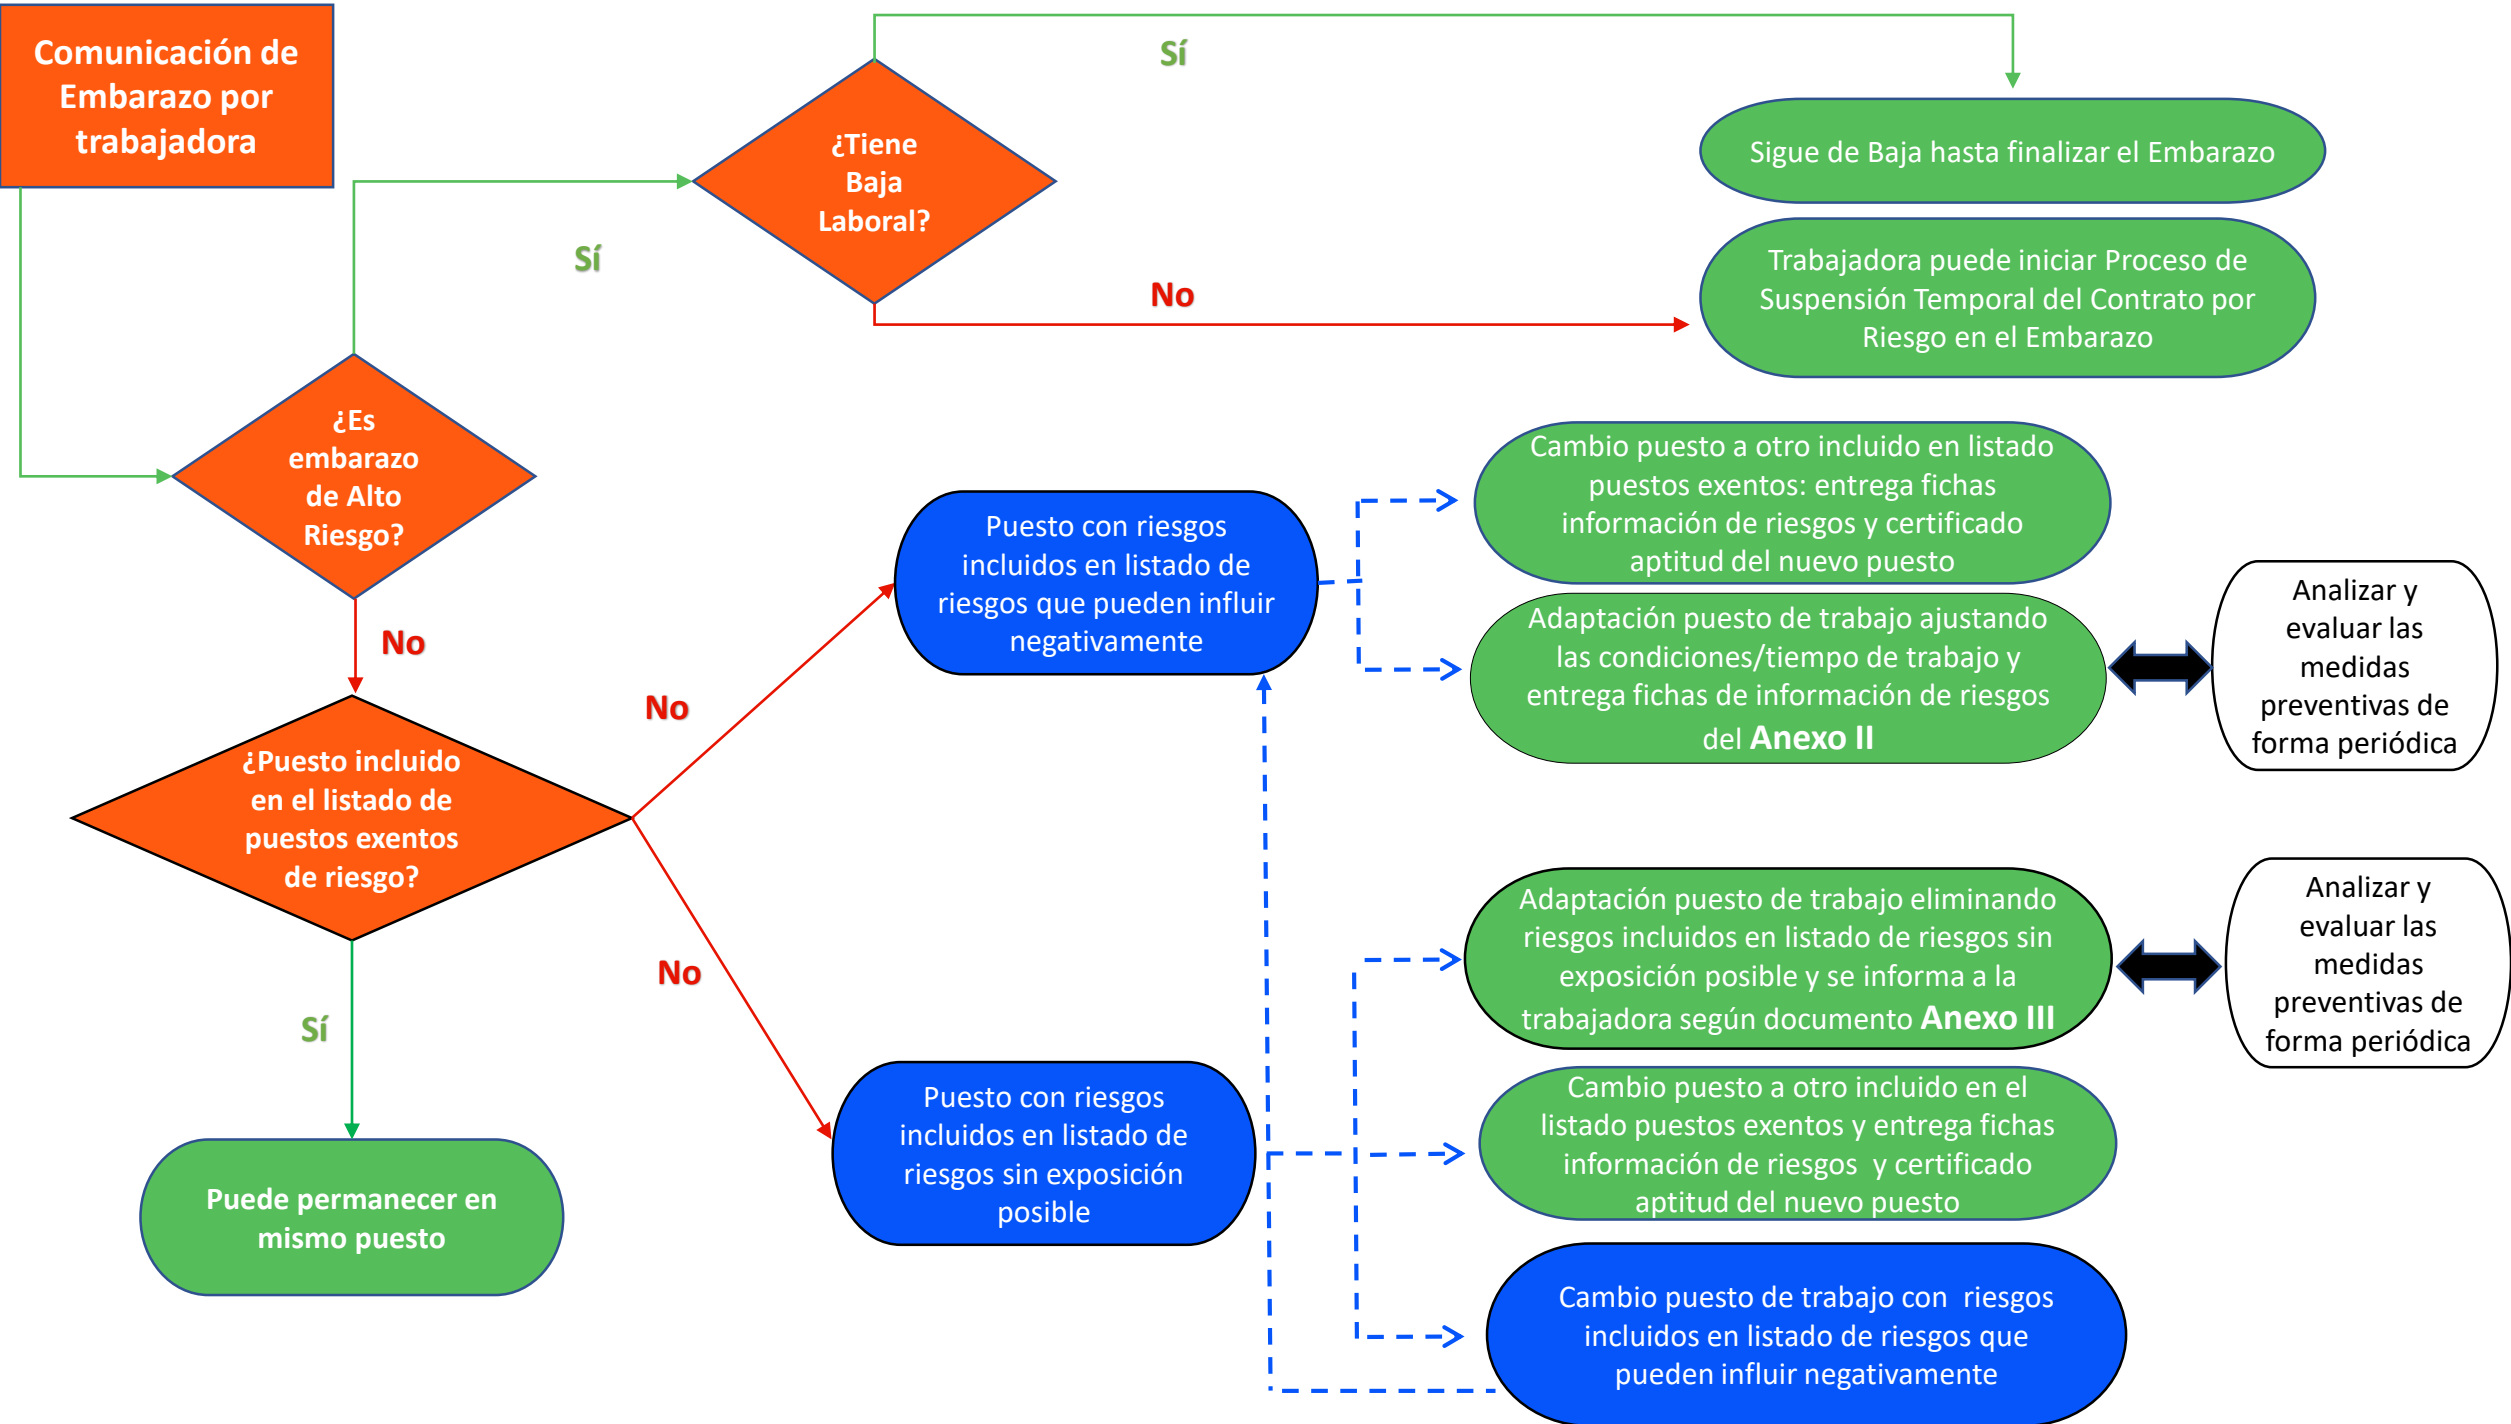 Comunicación de
Embarazo por
trabajadora
Sí
¿Tiene
Baja
Laboral?
Sigue de Baja hasta finalizar el Embarazo
Sí
No
Trabajadora puede iniciar Proceso de
Suspensión Temporal del Contrato por
Riesgo en el Embarazo
¿Es
embarazo
de Alto
Riesgo?
No
Puesto con riesgos
incluidos en listado de
riesgos que pueden influir
negativamente
Cambio puesto a otro incluido en listado
puestos exentos: entrega fichas
información de riesgos y certificado
aptitud del nuevo puesto
Adaptación puesto de trabajo ajustando
las condiciones/tiempo de trabajo y
entrega fichas de información de riesgos
del Anexo II
Analizar y
evaluar las
medidas
preventivas de
forma periódica
No
¿Puesto incluido
en el listado de
puestos exentos
de riesgo?
No
Sí
Puede permanecer en
mismo puesto
Puesto con riesgos
incluidos en listado de
riesgos sin exposición
posible
Adaptación puesto de trabajo eliminando
riesgos incluidos en listado de riesgos sin
exposición posible y se informa a la
trabajadora según documento Anexo III
Analizar y
evaluar las
medidas
preventivas de
forma periódica
Cambio puesto a otro incluido en el
listado puestos exentos y entrega fichas
información de riesgos  y certificado
aptitud del nuevo puesto
Cambio puesto de trabajo con  riesgos
incluidos en listado de riesgos que
pueden influir negativamente